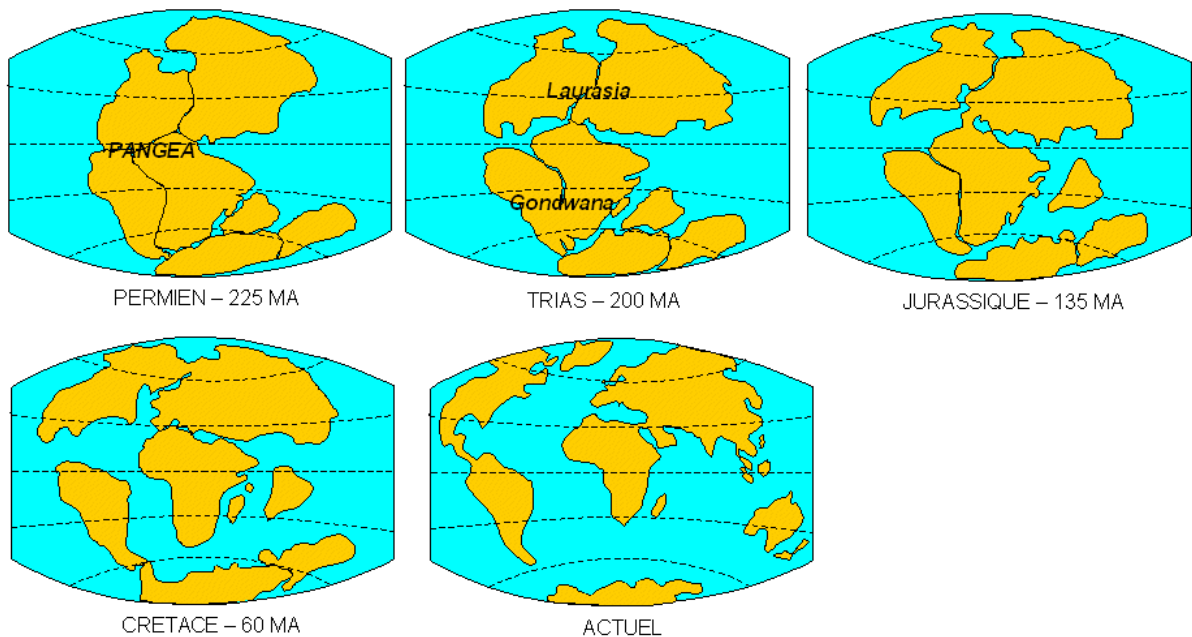 PANGEA
Laurasia
Gondwana
PERMIEN – 225 MA
TRIAS – 200 MA
JURASSIQUE – 135 MA
CRETACE – 60 MA
ACTUEL